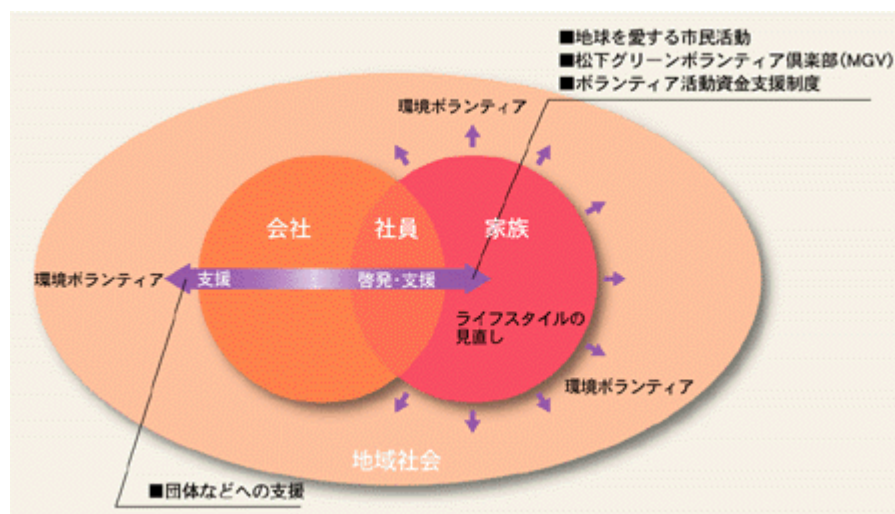 ■地球を愛する市民活動
■松下グリーンボランティア倶楽部(MGV)
■ボランティア活動資金支援制度
環境ボランティア
会社
社員
家族
環境ボランティア
支援
啓発・支援
ライフスタイルの
見直し
環境ボランティア
地域社会
■団体などへの支援